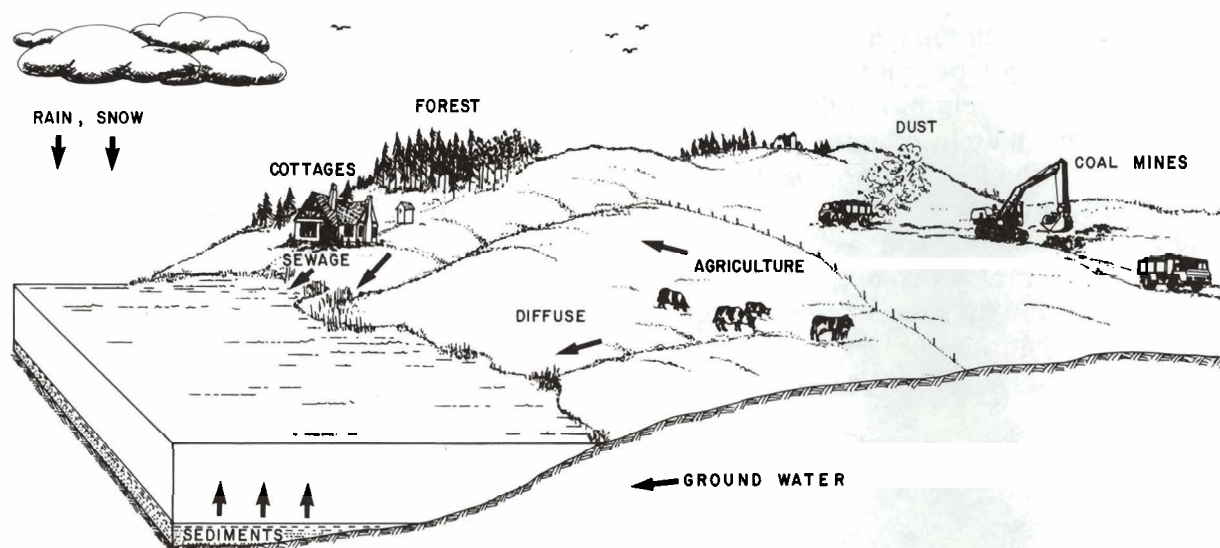 RAIN, SNOW
FOREST
DUST
COAL MINES
COTTAGES
SEWAGE
AGRICULTURE
DIFFUSE
GROUND WATER
SEDIMENTS